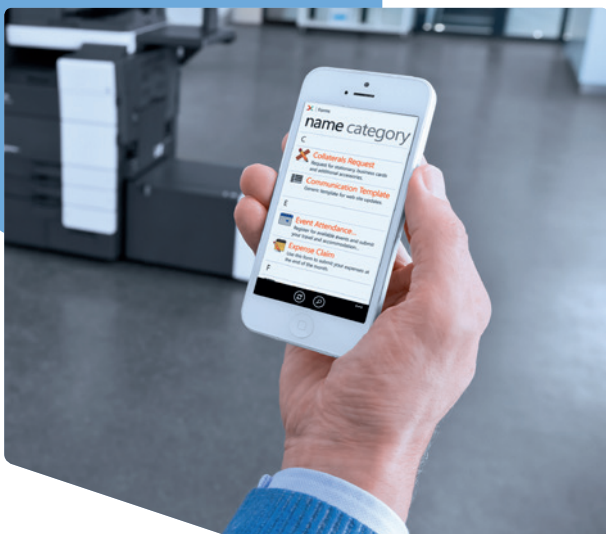 Name
name category
C
Collaterals Request
Request for stationary, business cards
and additional accessories.
Communication Template
Generic template for web site updates.
E
Event Attendance...
Register for available events and submit
your travel and accommodation...
Expense Claim
Use this form to submit your expenses at
the end of the month.
F